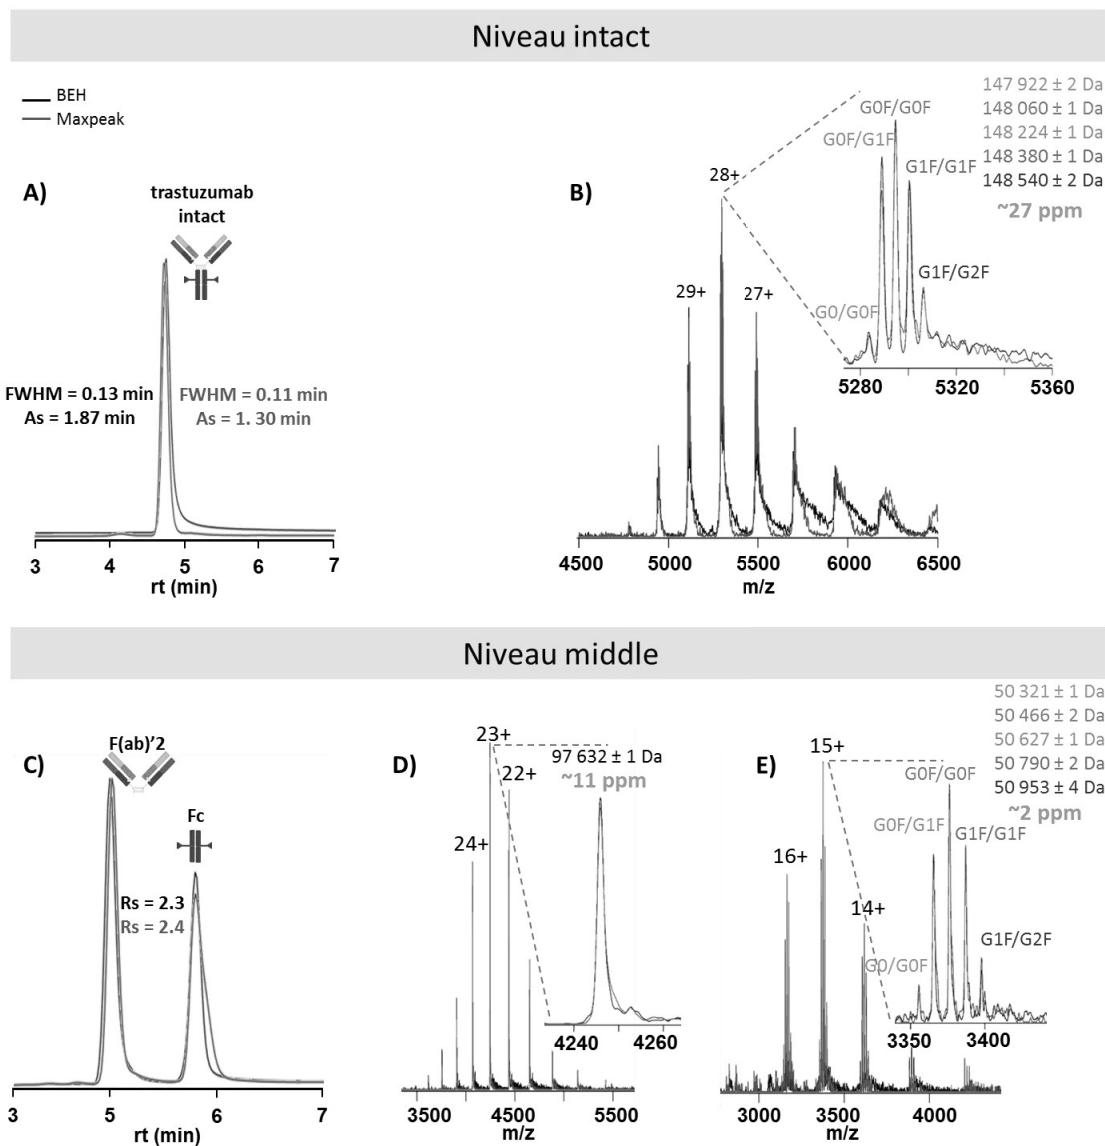 Niveau intact
BEH
Maxpeak
A)
trastuzumab
intact
FWHM = 0.13 min
As = 1.87 min
FWHM = 0.11 min
As = 1. 30 min
3 4 5 6 7
rt (min)
B)
29+
28+
27+
4500 5000 5500 6000 6500
m/z
G0/G0F
G0F/G1F
G0F/G0F
G1F/G1F
G1F/G2F
5280 5320 5360
147 922 ± 2 Da
148 060 ± 1 Da
148 224 ± 1 Da
148 380 ± 1 Da
148 540 ± 2 Da
~27 ppm
Niveau middle
C)
F(ab)’2
Fc
Rs = 2.3
Rs = 2.4
3 5 6 7
rt (min)
D)
24+
23+
22+
97 632 ± 1 Da
~11 ppm
4240 4260
3500 4500 5500
m/z
E)
16+
15+
14+
G0/G0F
G0F/G1F
G0F/G0F
G1F/G1F
G1F/G2F
3350 3400
3000 3500 4000
m/z
50 321 ± 1 Da
50 466 ± 2 Da
50 627 ± 1 Da
50 790 ± 2 Da
50 953 ± 4 Da
~2 ppm